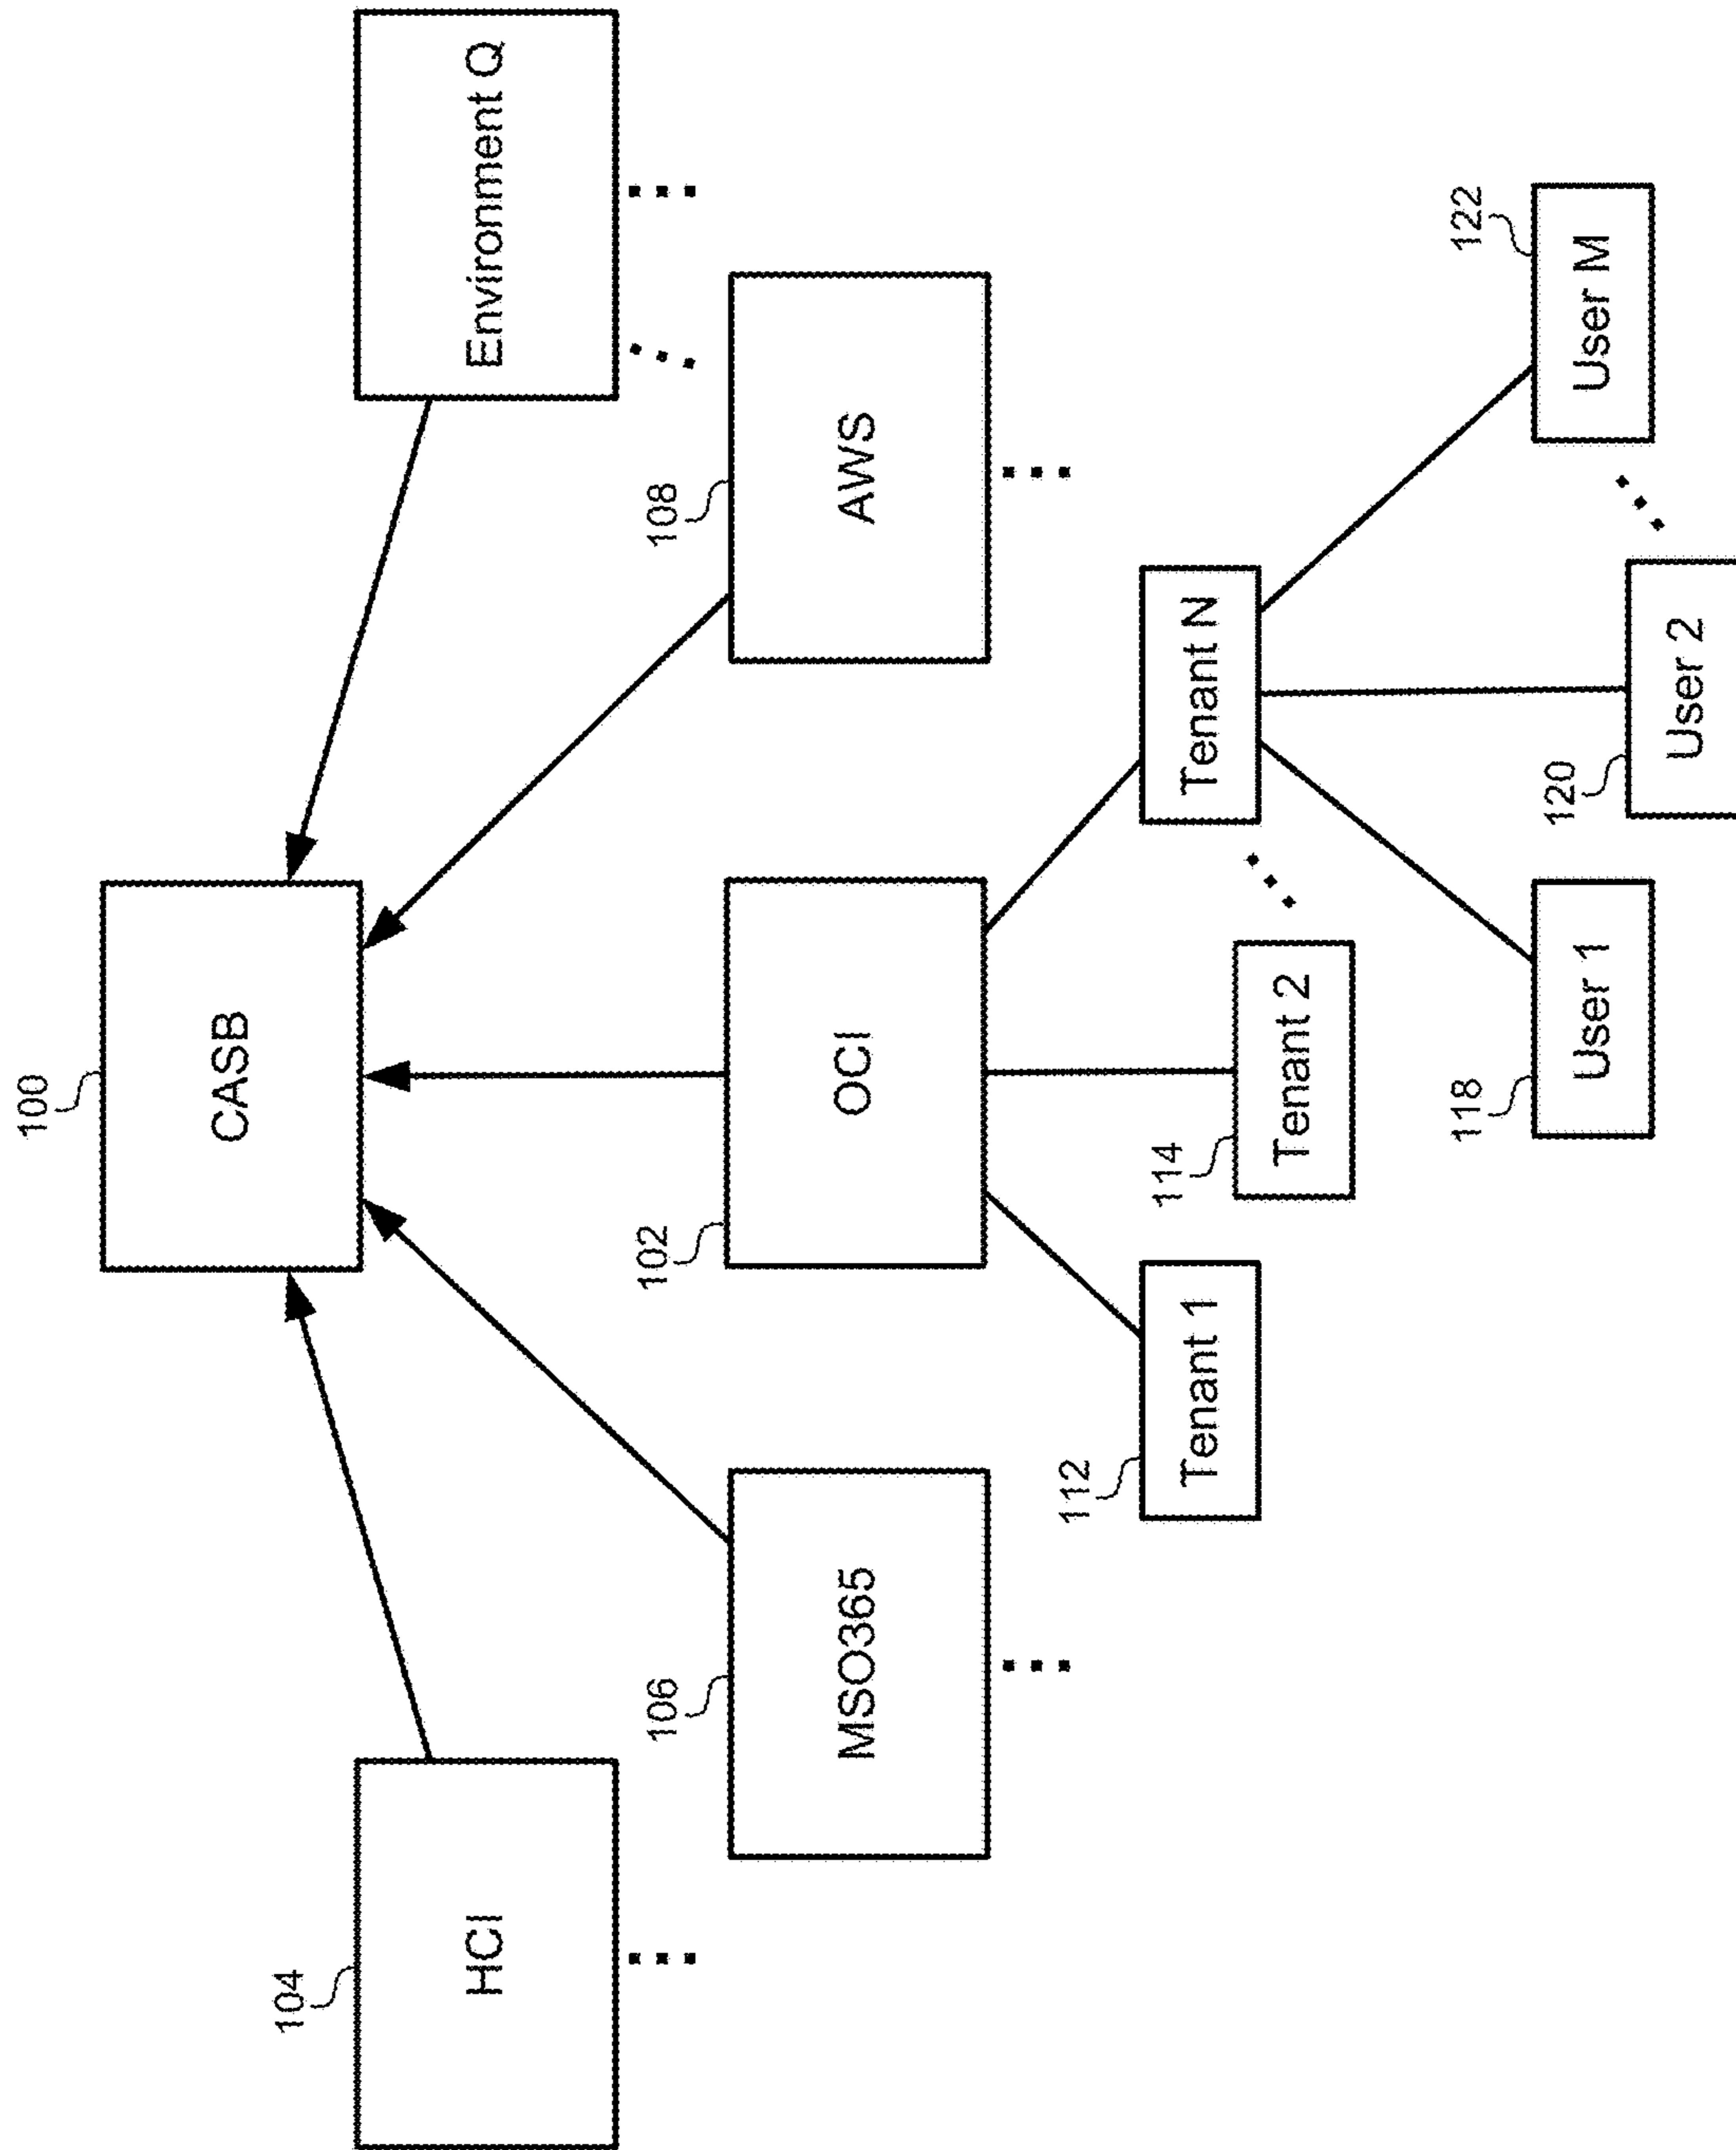 100
CASB
104
HCI
Environment Q
106
MSO365
102
OCI
108
AWS
112
Tenant 1
114
Tenant 2
Tenant N
118
User 1
120
User 2
122
User M